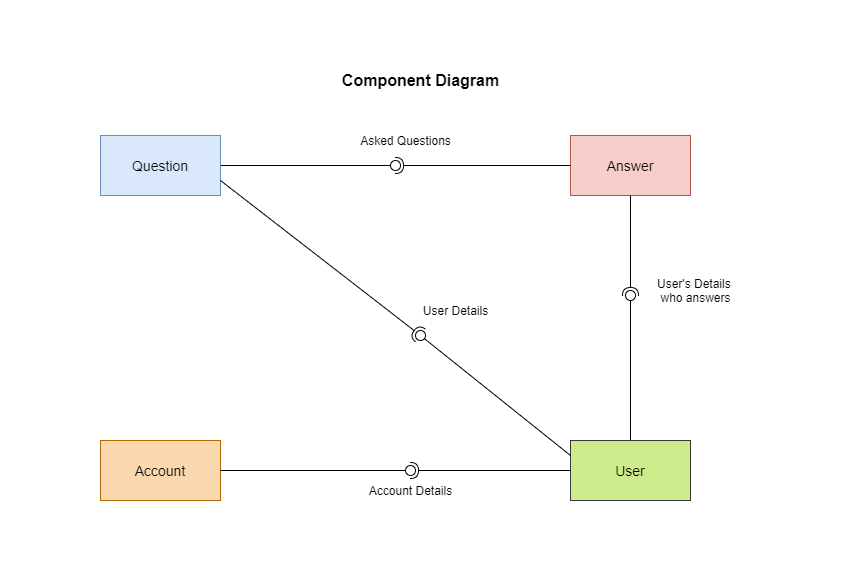 Component Diagram
Asked Questions
Question
Answer
User's Details
who answers
User Details
Account
User
Account Details